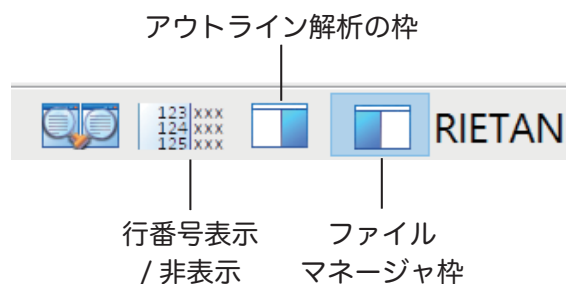 アウトライン解析の枠
123 xxx
124 xxx
125 xxx
RIETAN
行番号表示
/ 非表示
ファイル
マネージャ枠